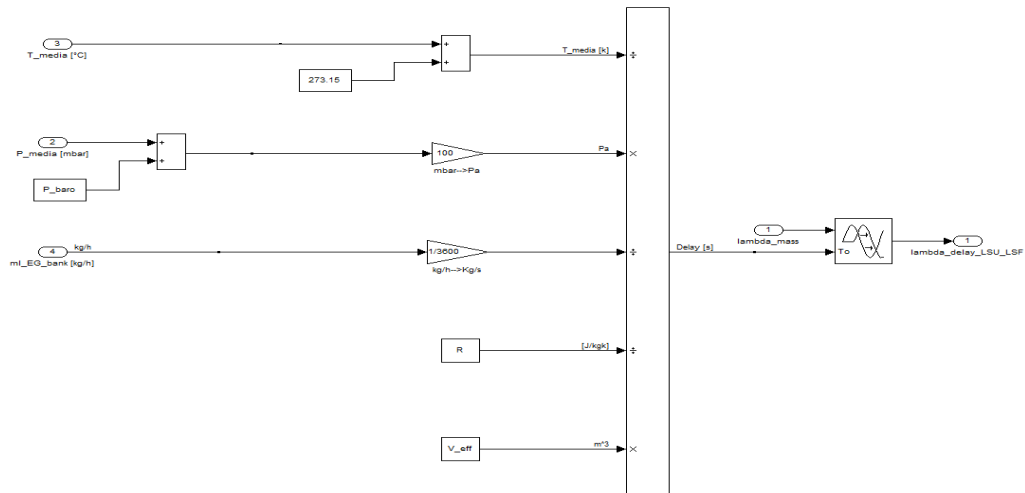 3
T_media [°C]
+
+
273.15
T_media [k]
÷
2
P_media [mbar]
+
+
P_baro
100
mbar-->Pa
Pa
×
4
ml_EG_bank [kg/h]
kg/h
1/3600
kg/h-->Kg/s
÷
Delay [s]
1
lambda_mass
To
1
lambda_delay_LSU_LSF
R
[J/kgk]
÷
V_eff
m^3
×